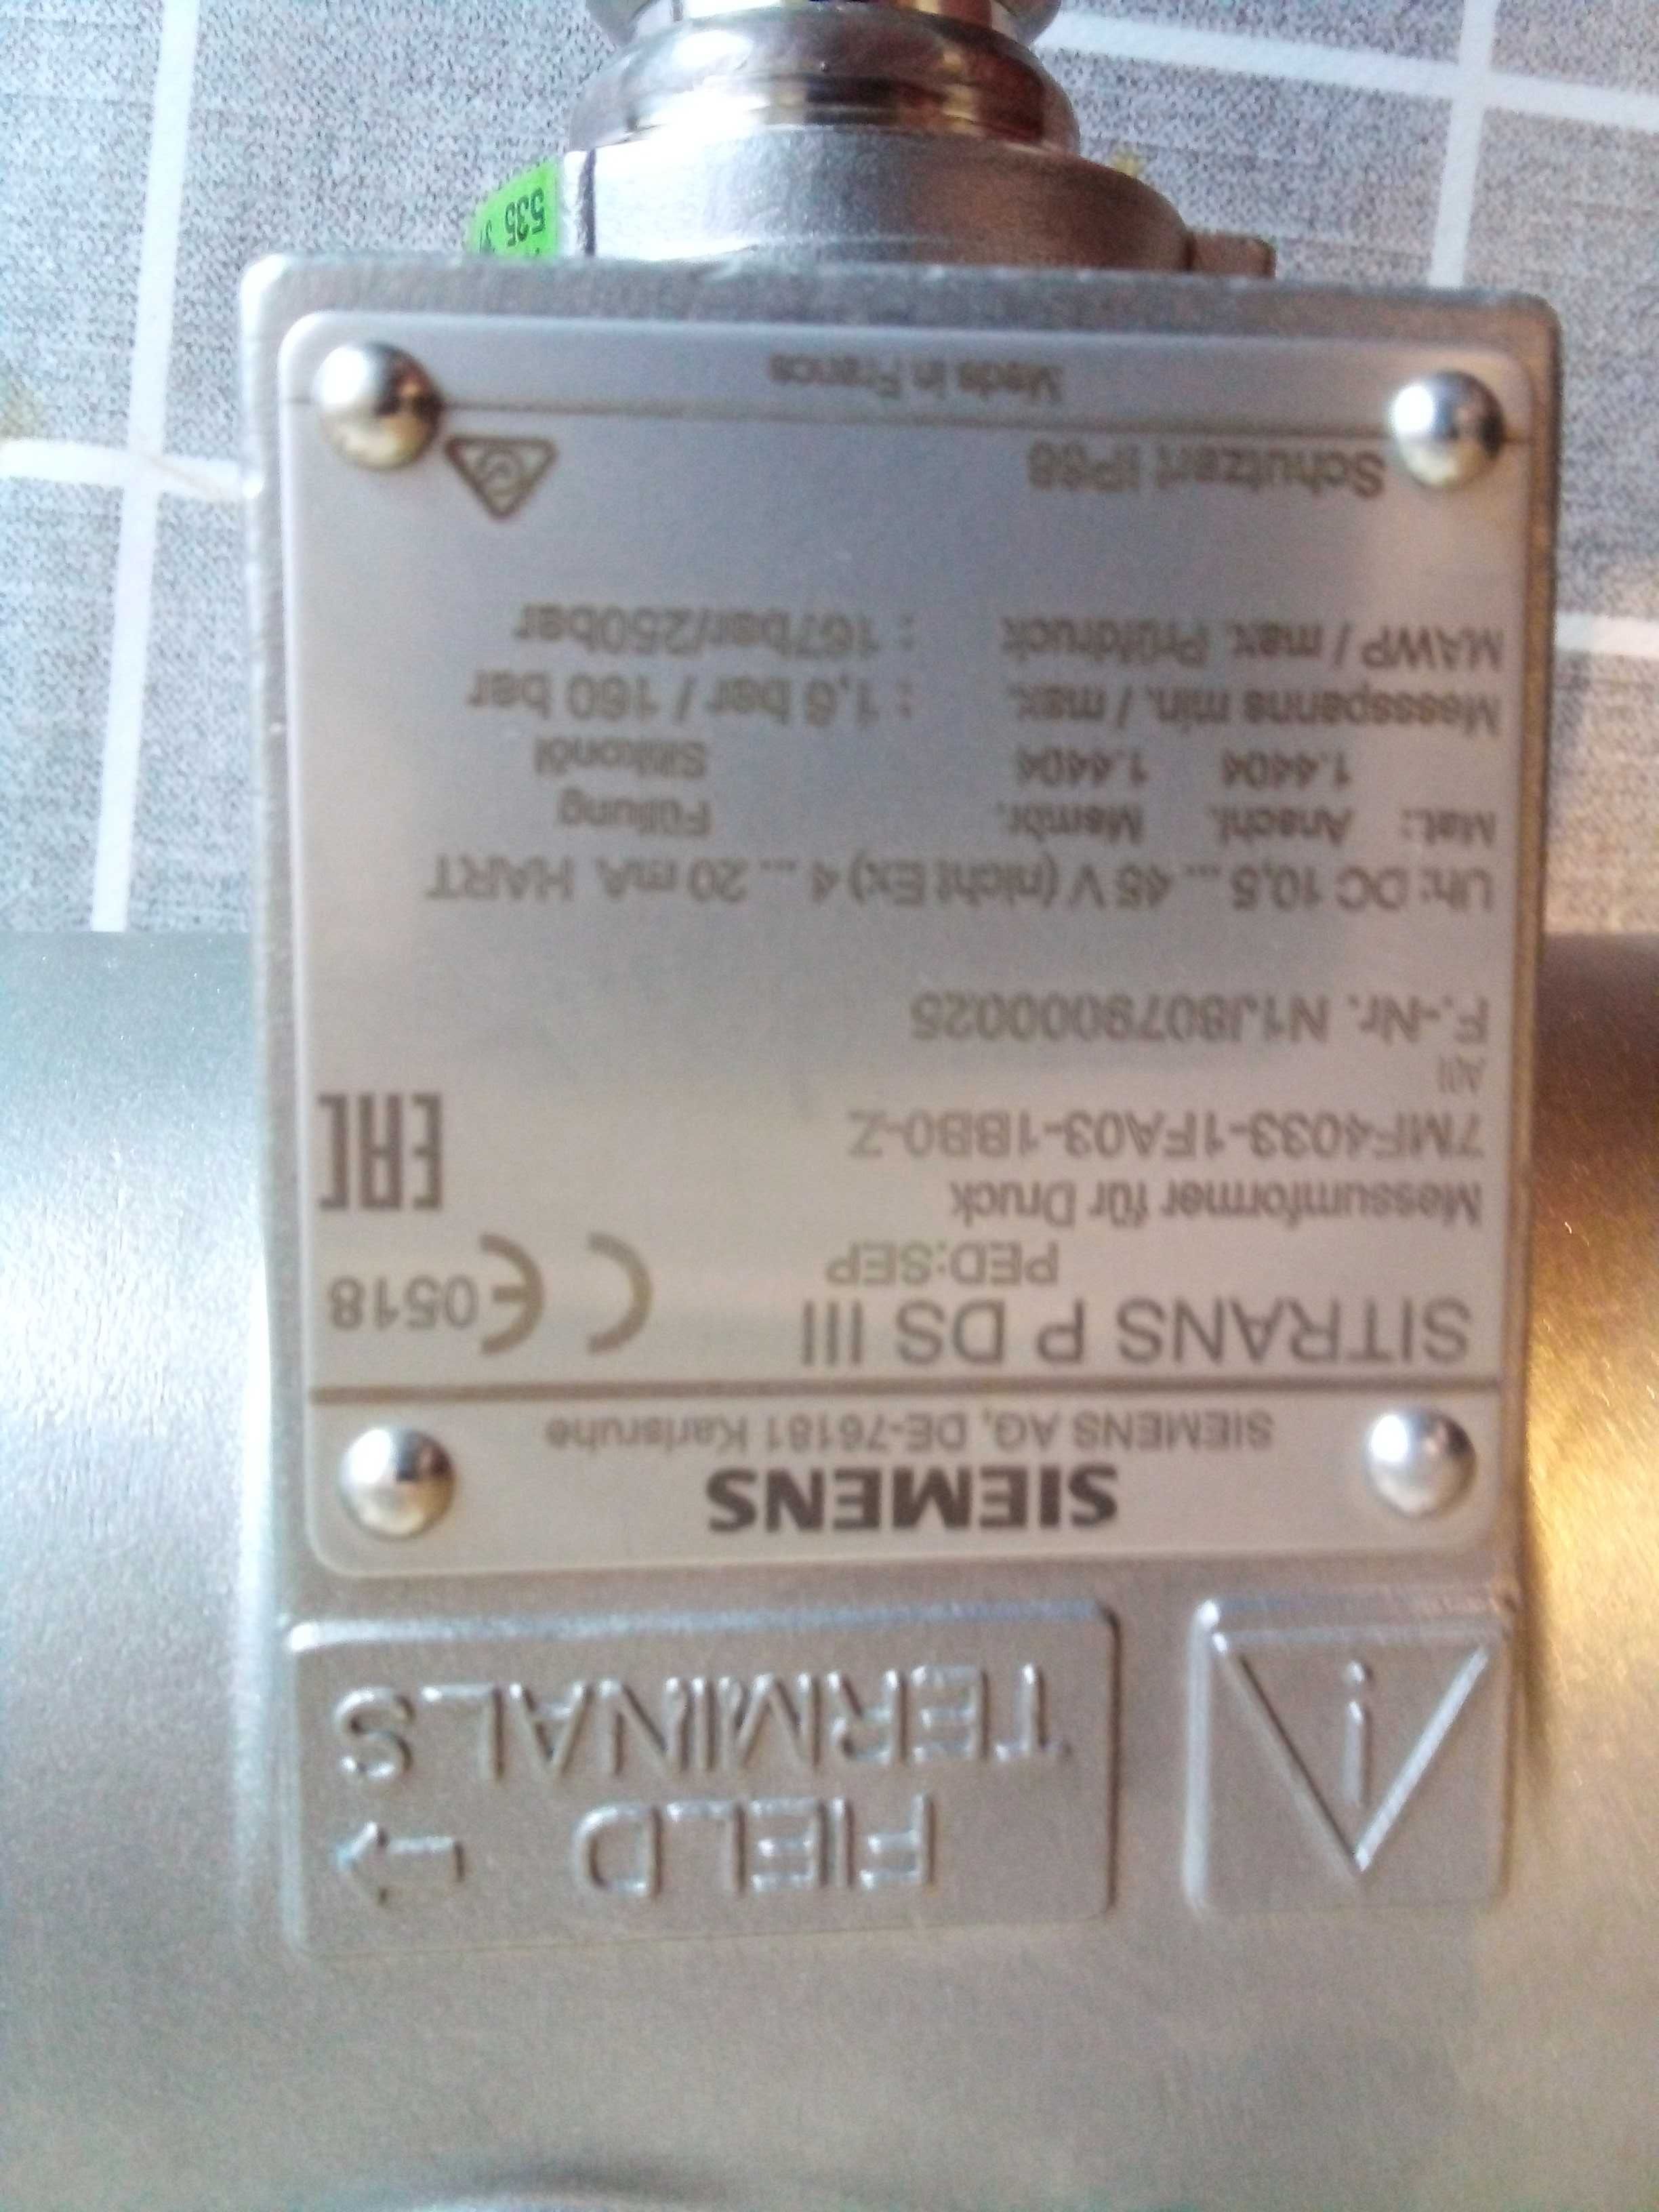 FIELD
TERMINALS
SIEMENS
SIEMENS AG, DE-76181 Karlsruhe
SITRANS P DS III
PED:SEP
CE 0518
Messumformer für Druck
EAC
7MF4033-1FA03-1BB0-Z
A01
F.-Nr. N1JB079000025
Uh: DC 10,5 ... 45 V (nicht Ex) 4 ... 20 mA, HART
Mat.: Anschl. Membr. Füllung
1.4404 1.4404 Silikonöl
Messspanne min. / max. : 1,6 bar / 160 bar
MAWP / max. Prüfdruck : 167bar/250bar
Schutzart IP68
Made in France
535